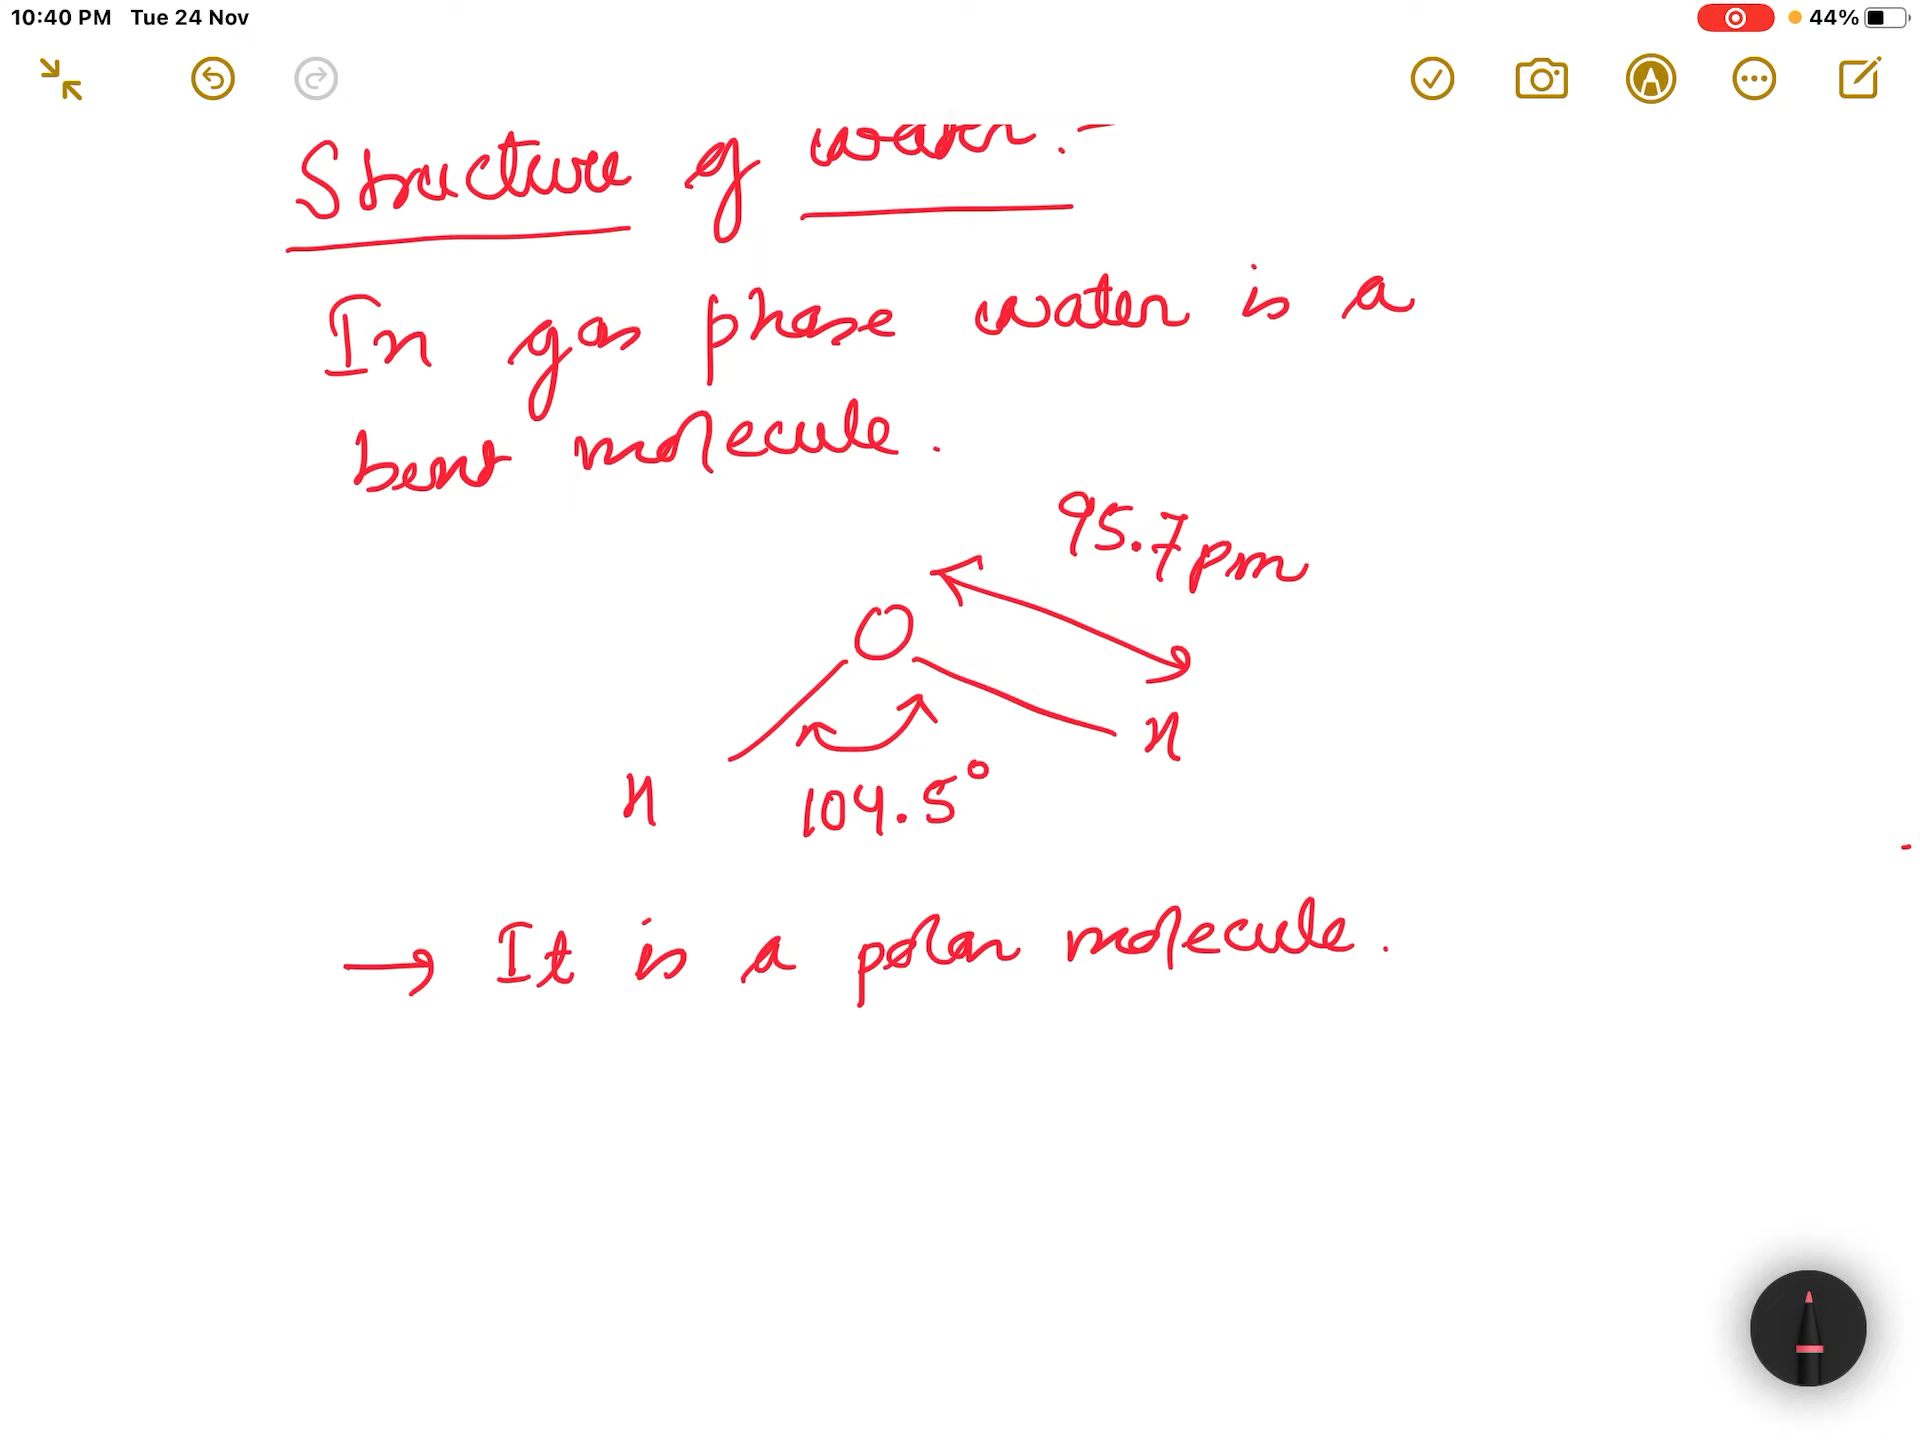 10:40 PM Tue 24 Nov
44%
Structure of water :-
In gas phase water is a
bent molecule.
95.7pm
O
H
H
104.5°
→ It is a polar molecule.